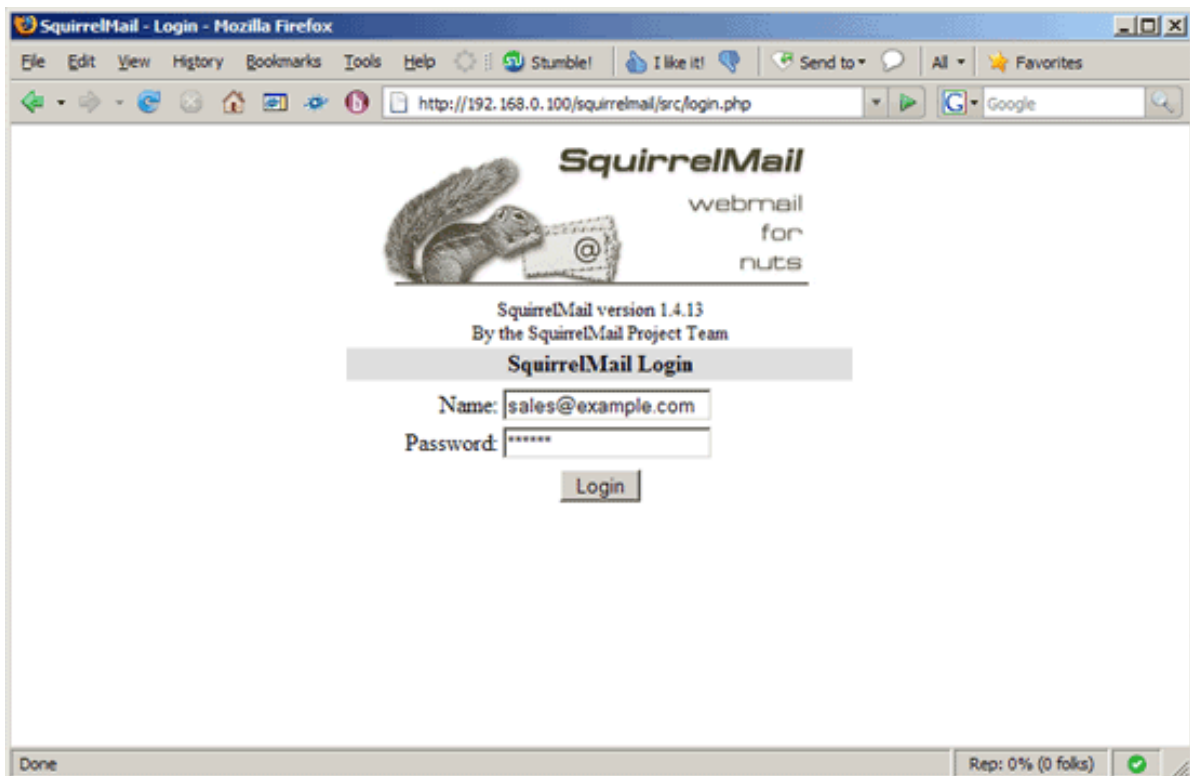 SquirrelMail - Login - Mozilla Firefox
File Edit View History Bookmarks Tools Help Stumble! I like it! Send to All Favorites
http://192.168.0.100/squirrelmail/src/login.php G Google
SquirrelMail
webmail
for
nuts
@
SquirrelMail version 1.4.13
By the SquirrelMail Project Team
SquirrelMail Login
Name: sales@example.com
Password: ******
Login
Done Rep: 0% (0 folks)